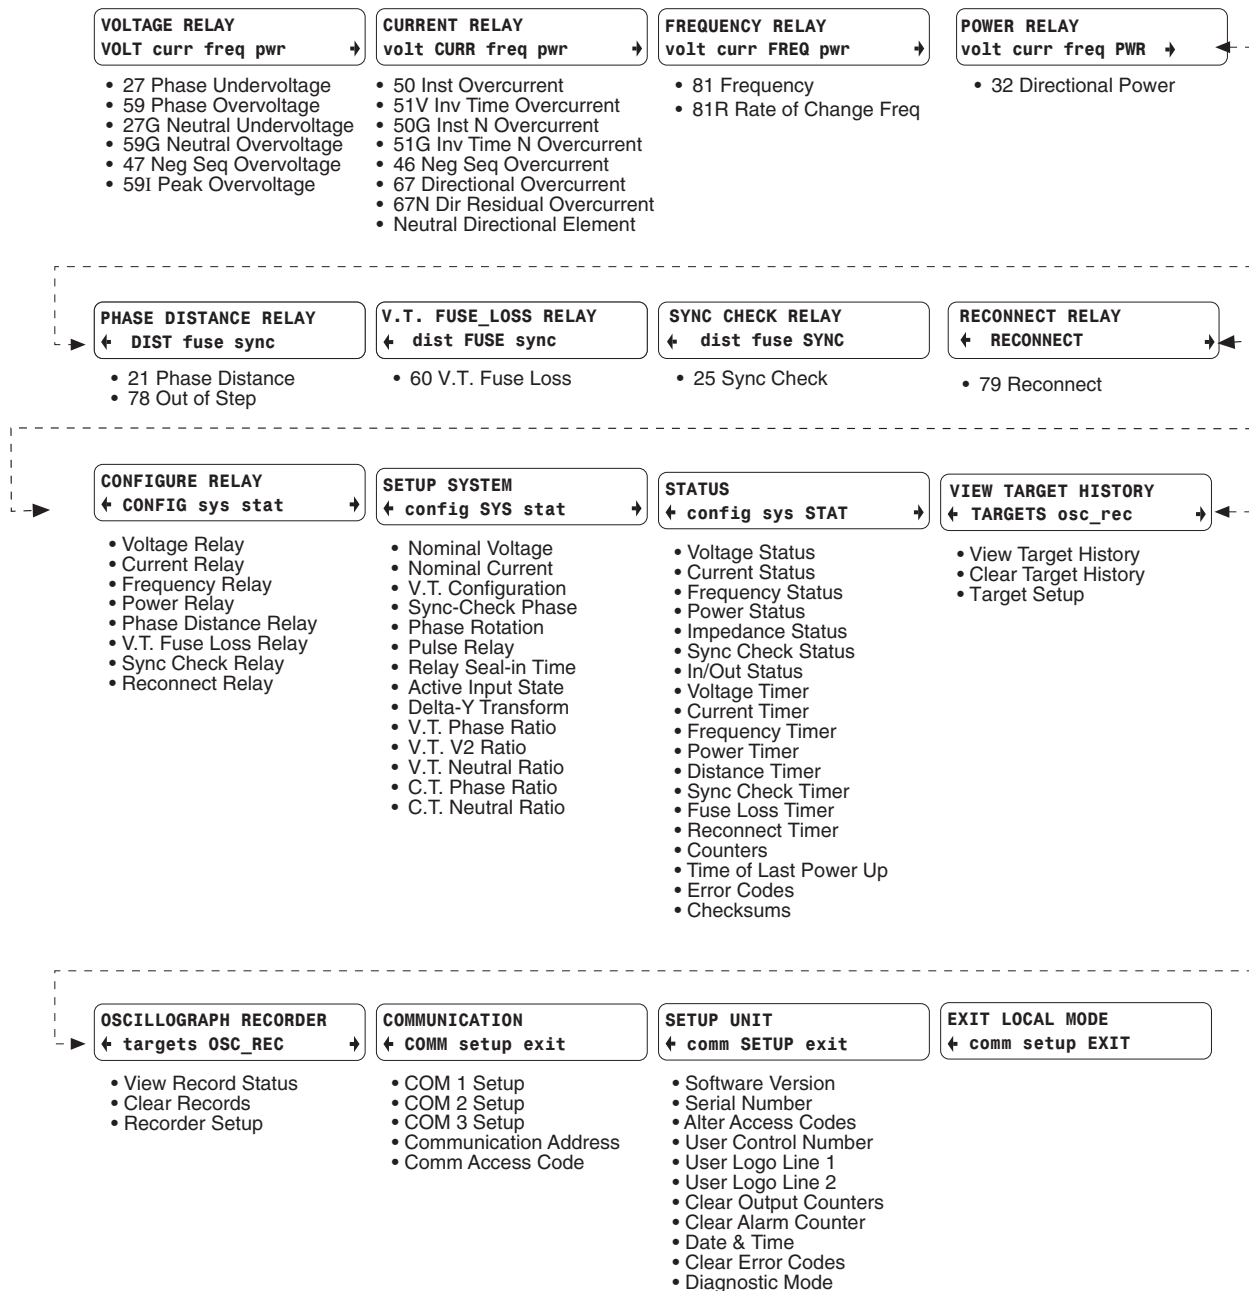 VOLTAGE RELAY
VOLT curr freq pwr →
• 27 Phase Undervoltage
• 59 Phase Overvoltage
• 27G Neutral Undervoltage
• 59G Neutral Overvoltage
• 47 Neg Seq Overvoltage
• 59I Peak Overvoltage
CURRENT RELAY
volt CURR freq pwr →
• 50 Inst Overcurrent
• 51V Inv Time Overcurrent
• 50G Inst N Overcurrent
• 51G Inv Time N Overcurrent
• 46 Neg Seq Overcurrent
• 67 Directional Overcurrent
• 67N Dir Residual Overcurrent
• Neutral Directional Element
FREQUENCY RELAY
volt curr FREQ pwr →
• 81 Frequency
• 81R Rate of Change Freq
POWER RELAY
volt curr freq PWR →
• 32 Directional Power
PHASE DISTANCE RELAY
← DIST fuse sync
• 21 Phase Distance
• 78 Out of Step
V.T. FUSE_LOSS RELAY
← dist FUSE sync
• 60 V.T. Fuse Loss
SYNC CHECK RELAY
← dist fuse SYNC
• 25 Sync Check
RECONNECT RELAY
← RECONNECT →
• 79 Reconnect
CONFIGURE RELAY
← CONFIG sys stat →
• Voltage Relay
• Current Relay
• Frequency Relay
• Power Relay
• Phase Distance Relay
• V.T. Fuse Loss Relay
• Sync Check Relay
• Reconnect Relay
SETUP SYSTEM
← config SYS stat →
• Nominal Voltage
• Nominal Current
• V.T. Configuration
• Sync-Check Phase
• Phase Rotation
• Pulse Relay
• Relay Seal-in Time
• Active Input State
• Delta-Y Transform
• V.T. Phase Ratio
• V.T. V2 Ratio
• V.T. Neutral Ratio
• C.T. Phase Ratio
• C.T. Neutral Ratio
STATUS
← config sys STAT →
• Voltage Status
• Current Status
• Frequency Status
• Power Status
• Impedance Status
• Sync Check Status
• In/Out Status
• Voltage Timer
• Current Timer
• Frequency Timer
• Power Timer
• Distance Timer
• Sync Check Timer
• Fuse Loss Timer
• Reconnect Timer
• Counters
• Time of Last Power Up
• Error Codes
• Checksums
VIEW TARGET HISTORY
← TARGETS osc_rec →
• View Target History
• Clear Target History
• Target Setup
OSCILLOGRAPH RECORDER
← targets OSC_REC →
• View Record Status
• Clear Records
• Recorder Setup
COMMUNICATION
← COMM setup exit
• COM 1 Setup
• COM 2 Setup
• COM 3 Setup
• Communication Address
• Comm Access Code
SETUP UNIT
← comm SETUP exit
• Software Version
• Serial Number
• Alter Access Codes
• User Control Number
• User Logo Line 1
• User Logo Line 2
• Clear Output Counters
• Clear Alarm Counter
• Date & Time
• Clear Error Codes
• Diagnostic Mode
EXIT LOCAL MODE
← comm setup EXIT